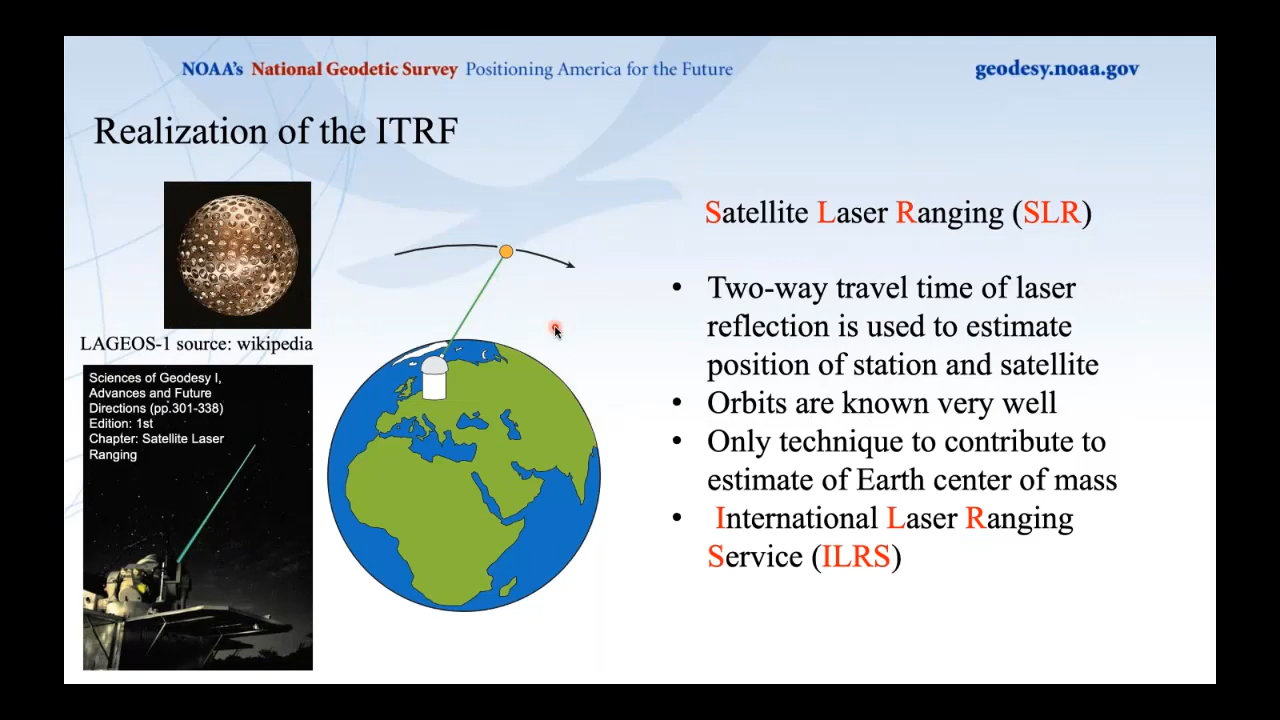 NOAA's National Geodetic Survey Positioning America for the Future
geodesy.noaa.gov
Realization of the ITRF
LAGEOS-1 source: wikipedia
Sciences of Geodesy I,
Advances and Future
Directions (pp.301-338)
Edition: 1st
Chapter: Satellite Laser
Ranging
Satellite Laser Ranging (SLR)
• Two-way travel time of laser
reflection is used to estimate
position of station and satellite
• Orbits are known very well
• Only technique to contribute to
estimate of Earth center of mass
• International Laser Ranging
Service (ILRS)